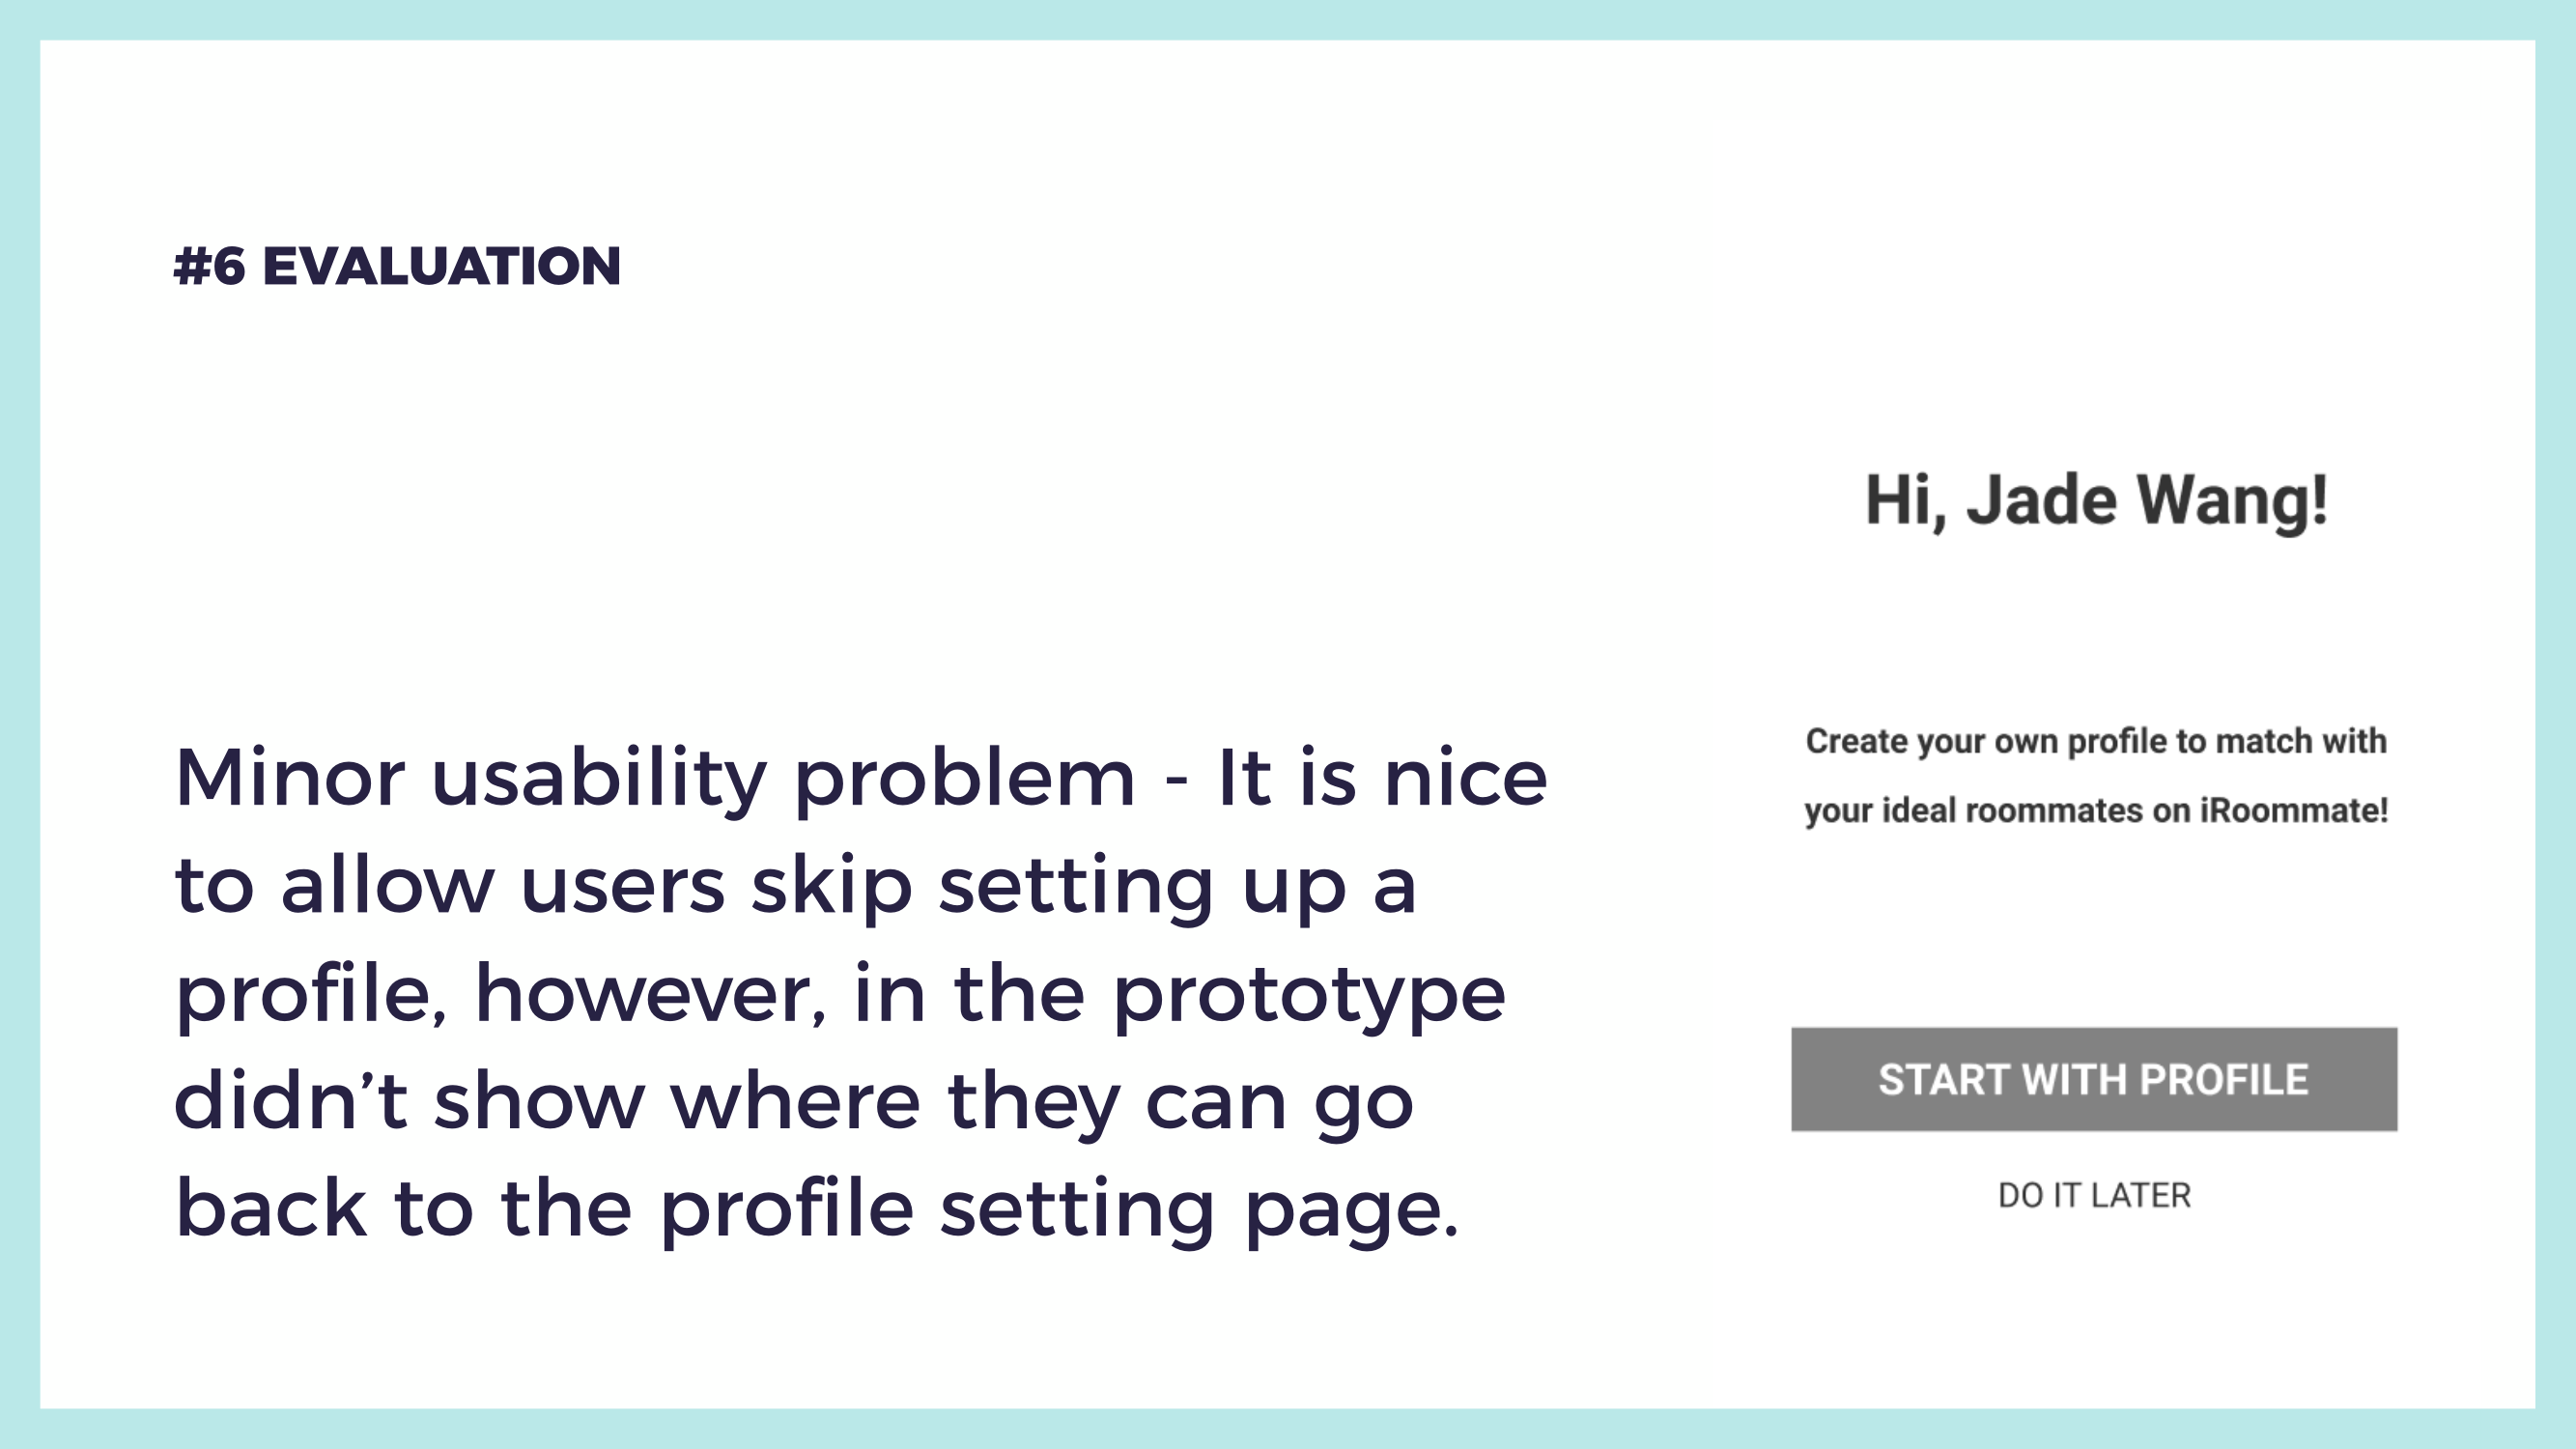 #6 EVALUATION
Minor usability problem - It is nice
to allow users skip setting up a
profile, however, in the prototype
didn’t show where they can go
back to the profile setting page.
Hi, Jade Wang!
Create your own profile to match with
your ideal roommates on iRoommate!
START WITH PROFILE
DO IT LATER